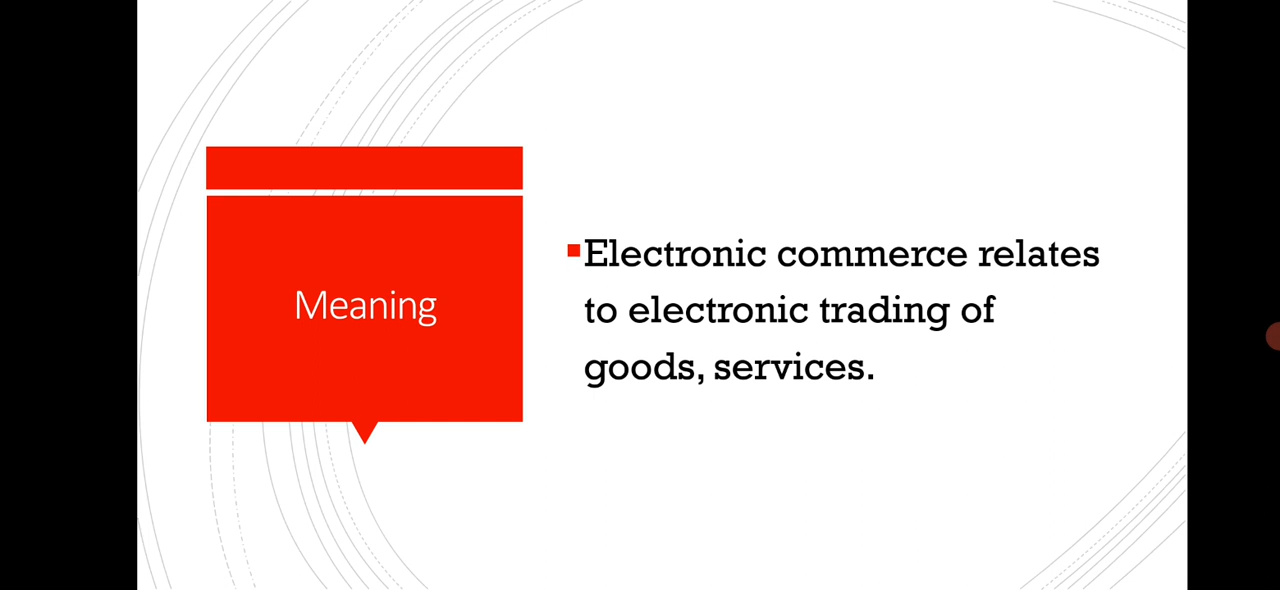 Meaning
Electronic commerce relates
to electronic trading of
goods, services.